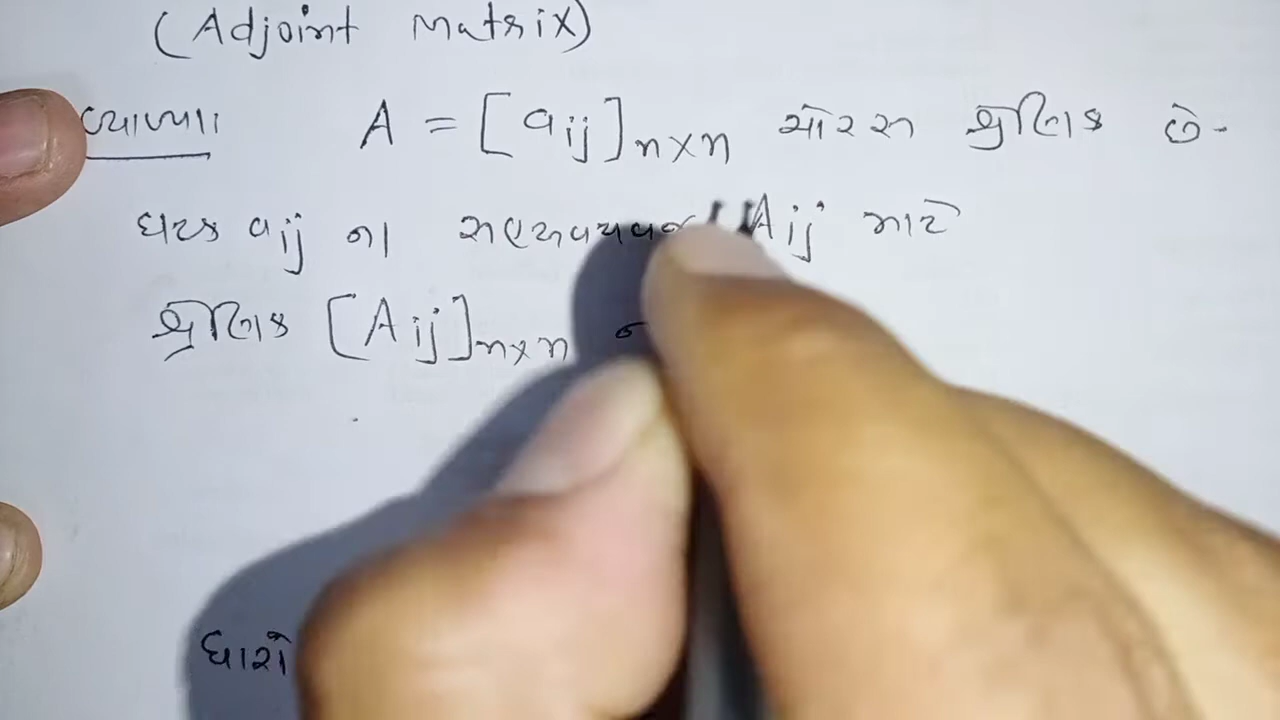 (Adjoint Matrix)
વ્યાખ્યા A = [aij]n×n ચોરસ શ્રેણિક છે.
ઘટક aij ના સહઅવયવ Aij માટે
શ્રેણિક [Aij]n×n
ધારો